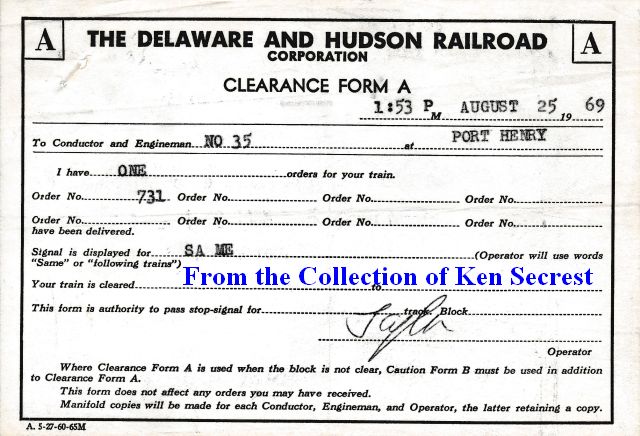 A THE DELAWARE AND HUDSON RAILROAD A
CORPORATION
CLEARANCE FORM A
1:53 P M AUGUST 25 1969
To Conductor and Engineman NO 35 at PORT HENRY
I have ONE orders for your train.
Order No. 731 Order No. Order No. Order No.
Order No. Order No. Order No. Order No.
have been delivered.
Signal is displayed for SA ME (Operator will use words
"Same" or "following trains")
From the Collection of Ken Secrest
Your train is cleared to
This form is authority to pass stop-signal for track. Block
Operator
Where Clearance Form A is used when the block is not clear, Caution Form B must be used in addition
to Clearance Form A.
This form does not affect any orders you may have received.
Manifold copies will be made for each Conductor, Engineman, and Operator, the latter retaining a copy.
A. 5-27-60-65M